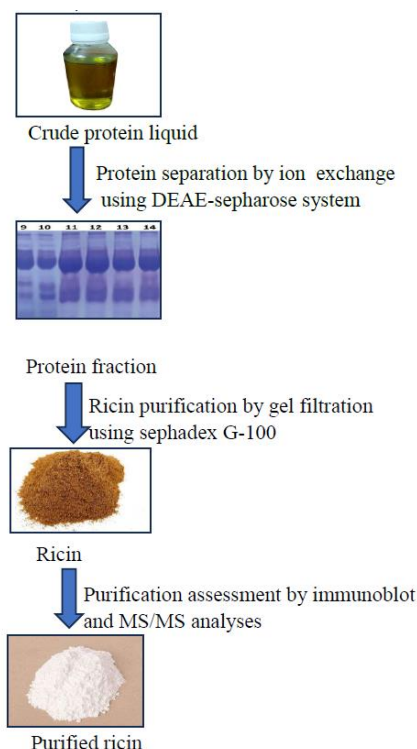 Crude protein liquid
Protein separation by ion exchange
using DEAE-sepharose system
9 10 11 12 13 14
Protein fraction
Ricin purification by gel filtration
using sephadex G-100
Ricin
Purification assessment by immunoblot
and MS/MS analyses
Purified ricin